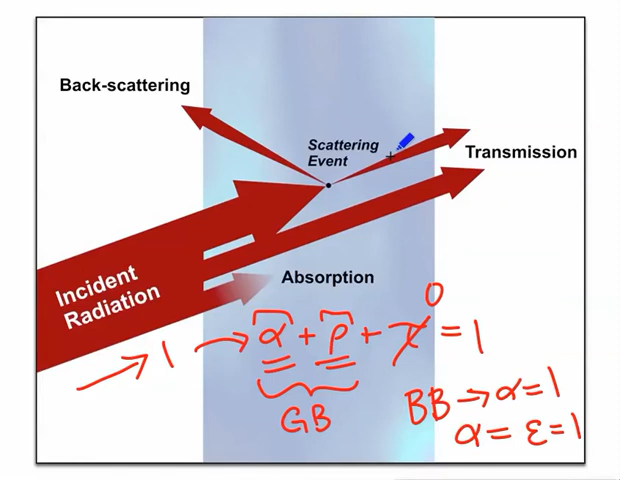 Back-scattering
Scattering
Event
Transmission
Incident
Radiation
Absorption
0
→ 1 → α + ρ + τ = 1
GB
BB → α = 1
α = ε = 1